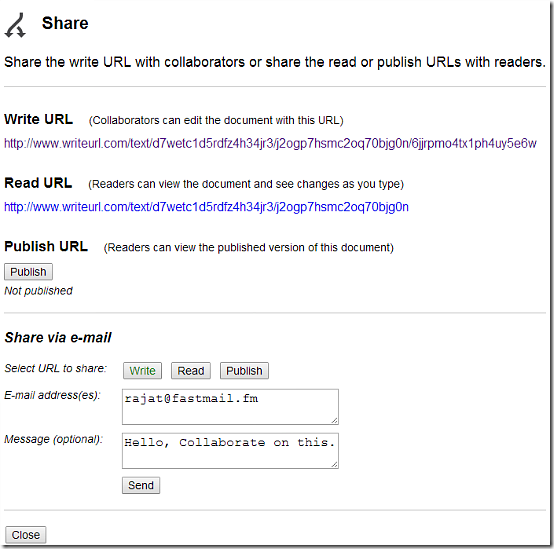 Share
Share the write URL with collaborators or share the read or publish URLs with readers.
Write URL (Collaborators can edit the document with this URL)
http://www.writeurl.com/text/d7wetc1d5rdfz4h34jr3/j2ogp7hsmc2oq70bjg0n/6jjrpmo4tx1ph4uy5e6w
Read URL (Readers can view the document and see changes as you type)
http://www.writeurl.com/text/d7wetc1d5rdfz4h34jr3/j2ogp7hsmc2oq70bjg0n
Publish URL (Readers can view the published version of this document)
Publish
Not published
Share via e-mail
Select URL to share: Write Read Publish
E-mail address(es): rajat@fastmail.fm
Message (optional): Hello, Collaborate on this.
Send
Close